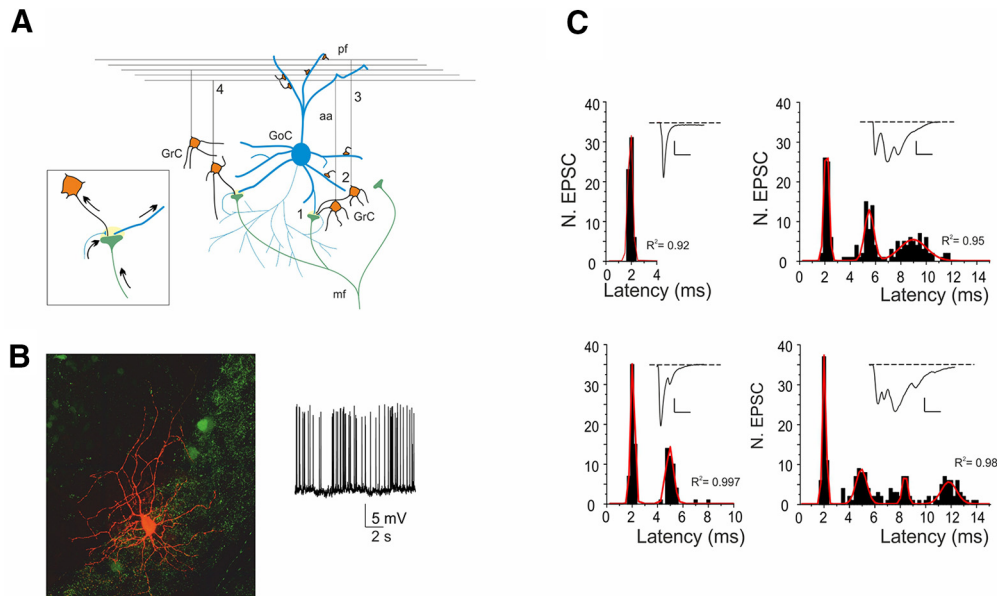 A
pf
4
3
aa
GoC
GrC
2
1
GrC
mf
B
5 mV
2 s
C
N. EPSC
40
35
30
20
10
0
0 2 4
R²= 0.92
Latency (ms)
N. EPSC
40
35
30
20
10
0
0 2 4 6 8 10 12 14
R²= 0.95
Latency (ms)
40
35
30
20
10
0
0 2 4 6 8 10
R²= 0.997
Latency (ms)
N. EPSC
40
35
30
20
10
0
0 2 4 6 8 10 12 14
R²= 0.98
Latency (ms)